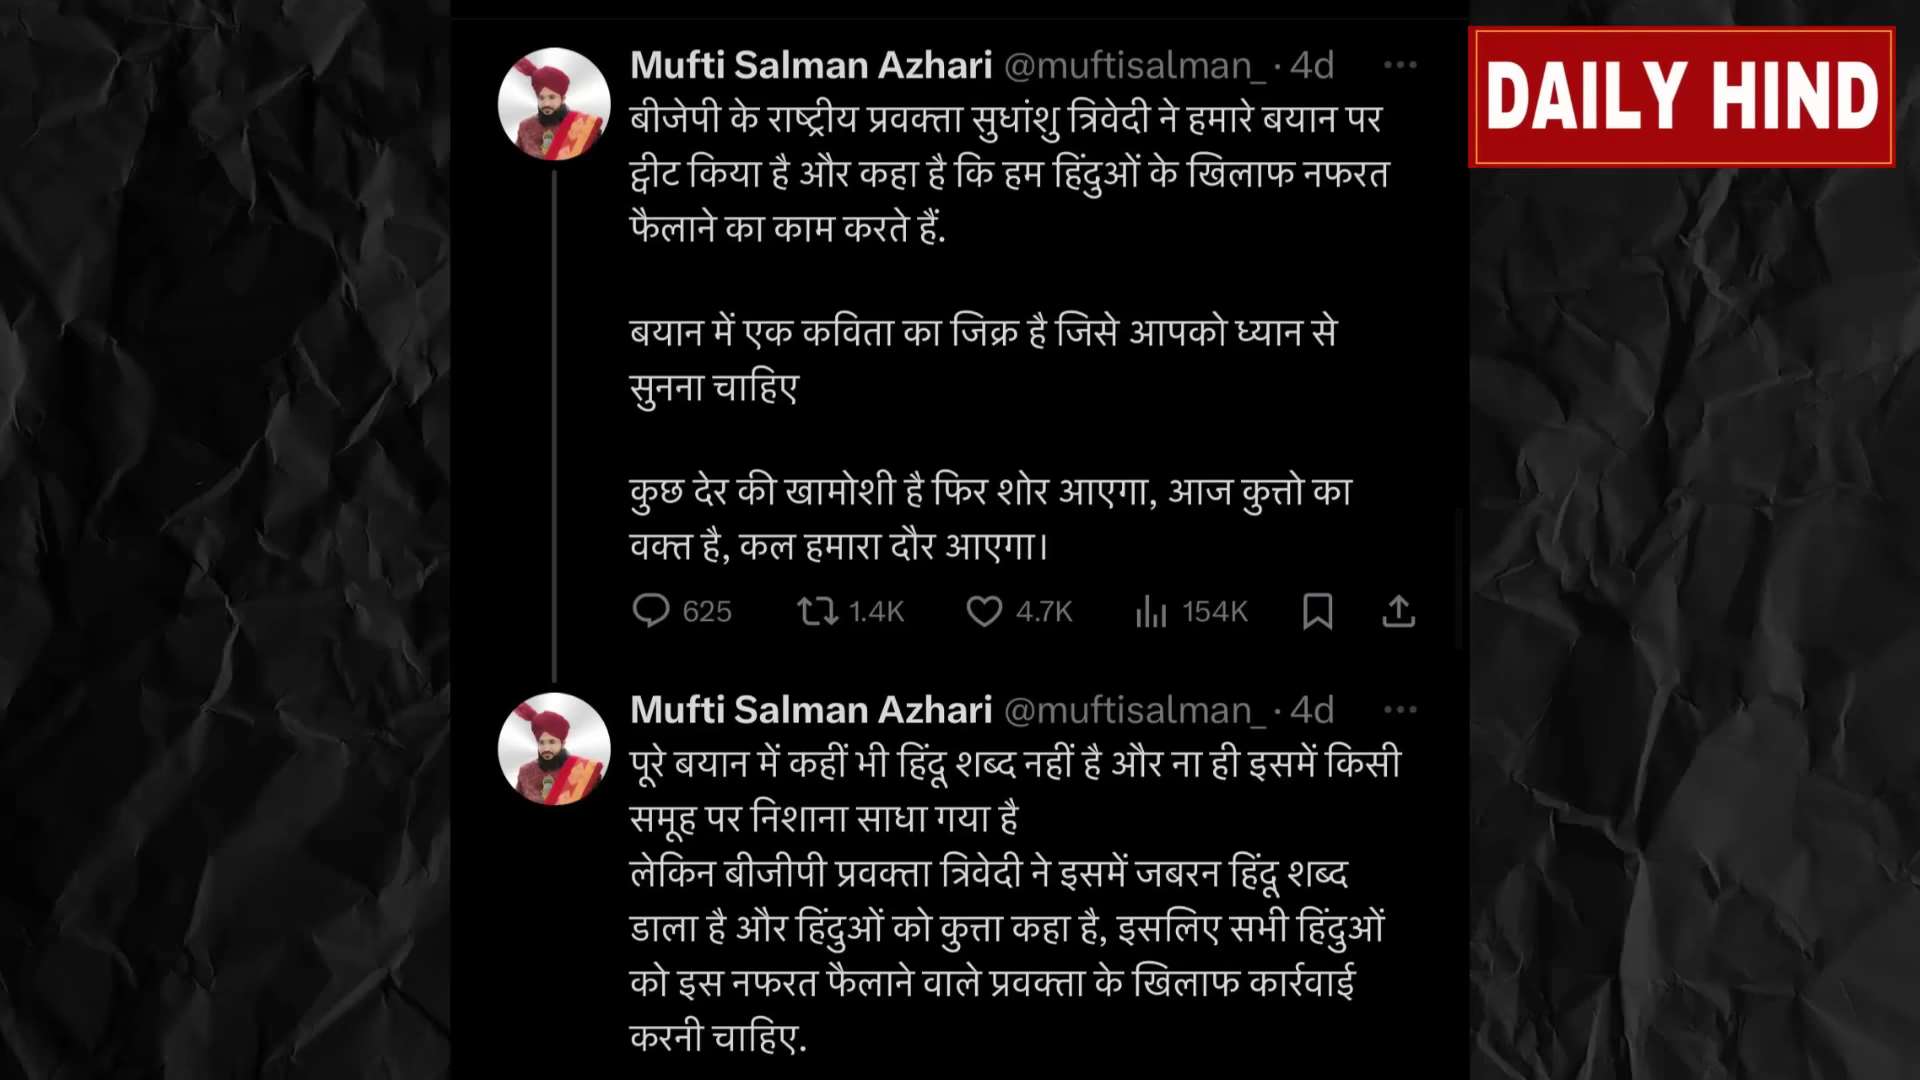 Mufti Salman Azhari @muftisalman_ · 4d
DAILY HIND
बीजेपी के राष्ट्रीय प्रवक्ता सुधांशु त्रिवेदी ने हमारे बयान पर
ट्वीट किया है और कहा है कि हम हिंदुओं के खिलाफ नफरत
फैलाने का काम करते हैं.
बयान में एक कविता का जिक्र है जिसे आपको ध्यान से
सुनना चाहिए
कुछ देर की खामोशी है फिर शोर आएगा, आज कुत्तो का
वक्त है, कल हमारा दौर आएगा।
625 1.4K 4.7K 154K
Mufti Salman Azhari @muftisalman_ · 4d
पूरे बयान में कहीं भी हिंदू शब्द नहीं है और ना ही इसमें किसी
समूह पर निशाना साधा गया है
लेकिन बीजीपी प्रवक्ता त्रिवेदी ने इसमें जबरन हिंदू शब्द
डाला है और हिंदुओं को कुत्ता कहा है, इसलिए सभी हिंदुओं
को इस नफरत फैलाने वाले प्रवक्ता के खिलाफ कार्रवाई
करनी चाहिए.